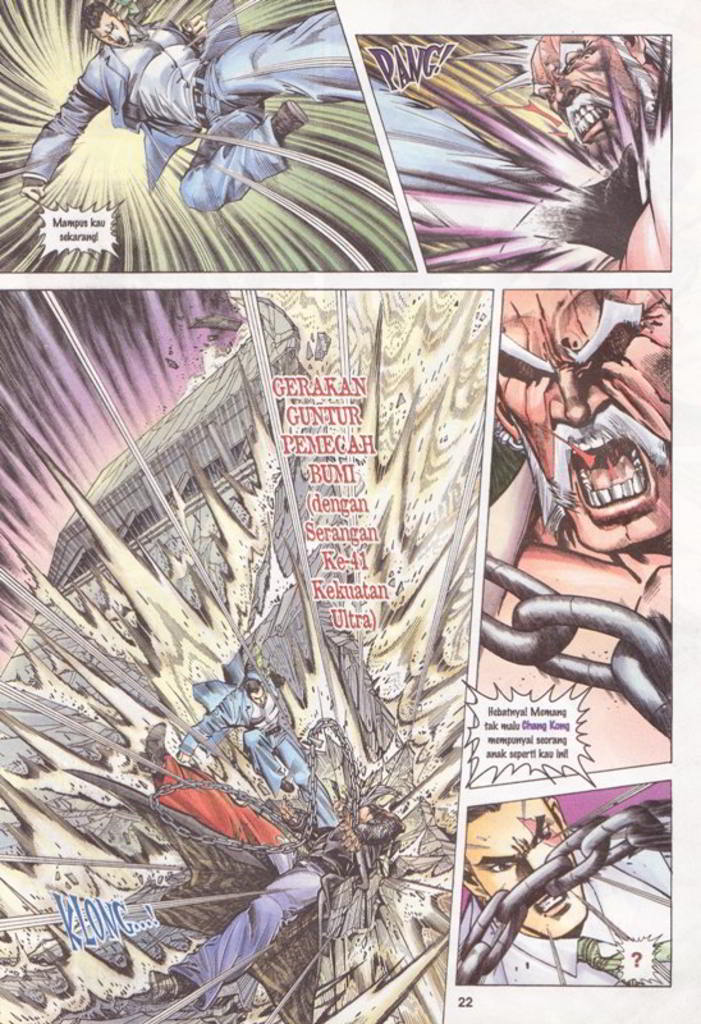 Mampus kau
sekarang!
PANG!
GERAKAN
GUNTUR
PEMECAH
BUMI
(dengan
Serangan
Ke-41
Kekuatan
Ultra)
Hebatnya! Memang
tak malu Chang Kong
mempunyai seorang
anak seperti kau ini!
KLONG....!
?
22